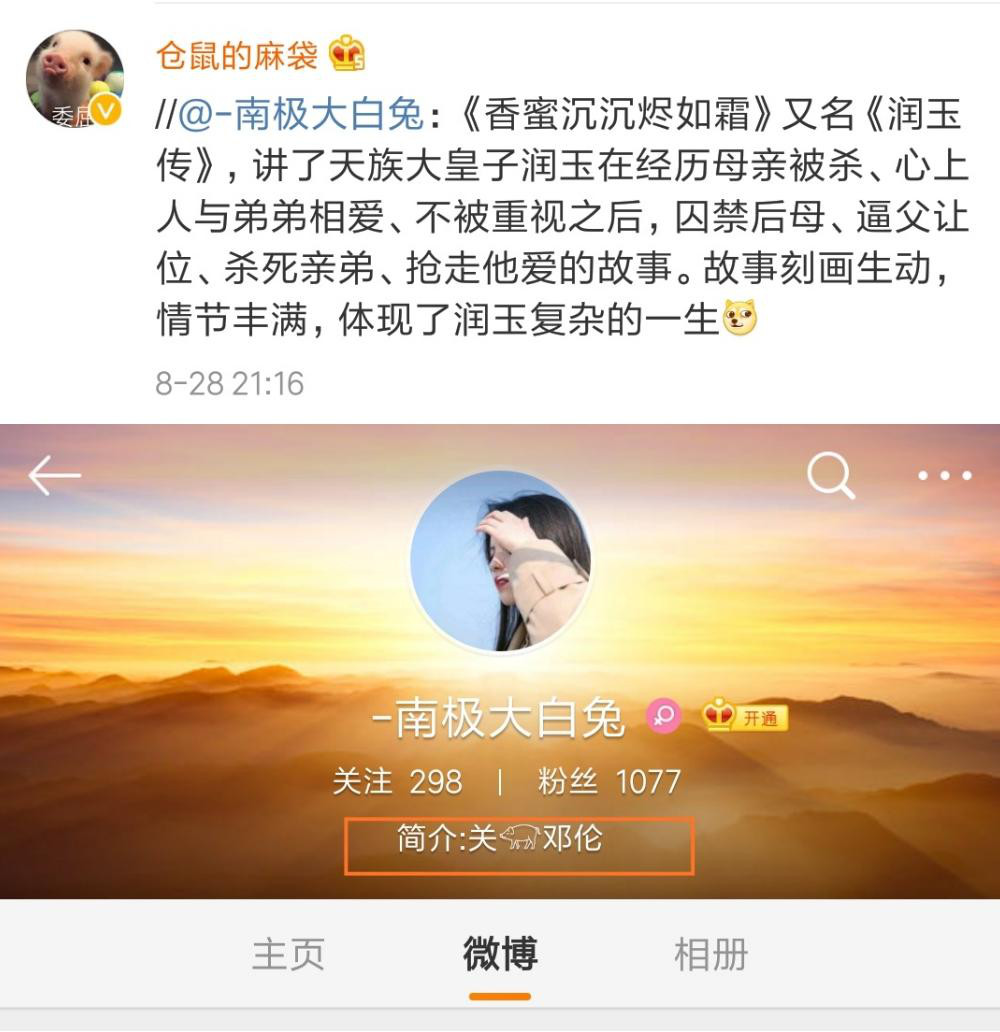 仓鼠的麻袋
委屈
//@-南极大白兔：《香蜜沉沉烬如霜》又名《润玉
传》，讲了天族大皇子润玉在经历母亲被杀、心上
人与弟弟相爱、不被重视之后，囚禁后母、逼父让
位、杀死亲弟、抢走他爱的故事。故事刻画生动，
情节丰满，体现了润玉复杂的一生
8-28 21:16
-南极大白兔 开通
关注 298 | 粉丝 1077
简介:关🐖邓伦
主页 微博 相册